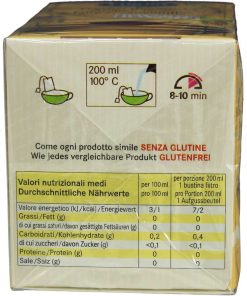 200 ml
100° C
8-10 min
Come ogni prodotto simile SENZA GLUTINE
Wie jedes vergleichbare Produkt GLUTENFREI
Valori nutrizionali medi
Durchschnittliche Nährwerte
per 100 ml
pro 100 ml
per porzione 200 ml
1 bustina filtro
pro Portion 200 ml
1 Aufgussbeutel
Valore energetico (kj/kcal)/Energiewert 3/1 7/2
Grassi/Fett (g) 0 0
di cui grassi saturi/davon gesättigte Fettsäuren (g) 0 0
Carboidrati/Kohlenhydrate (g) 0,2 0,4
di cui zuccheri/davon Zucker (g) <0,1 <0,1
Proteine/Protein (g) 0 0
Sale/Salz (g) 0 0